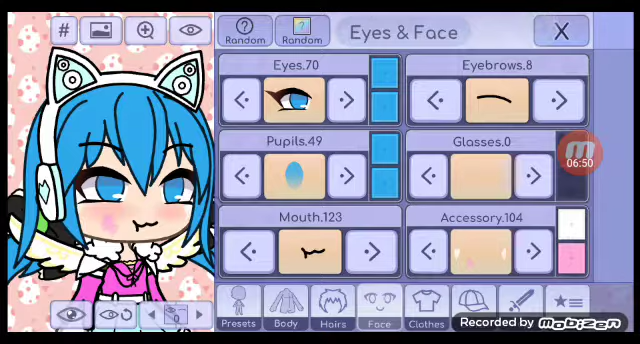 #
Random
Random
Eyes & Face
X
Eyes.70
Eyebrows.8
Pupils.49
Glasses.0
06:50
Mouth.123
Accessory.104
Presets
Body
Hairs
Face
Clothes
Recorded by mobizen